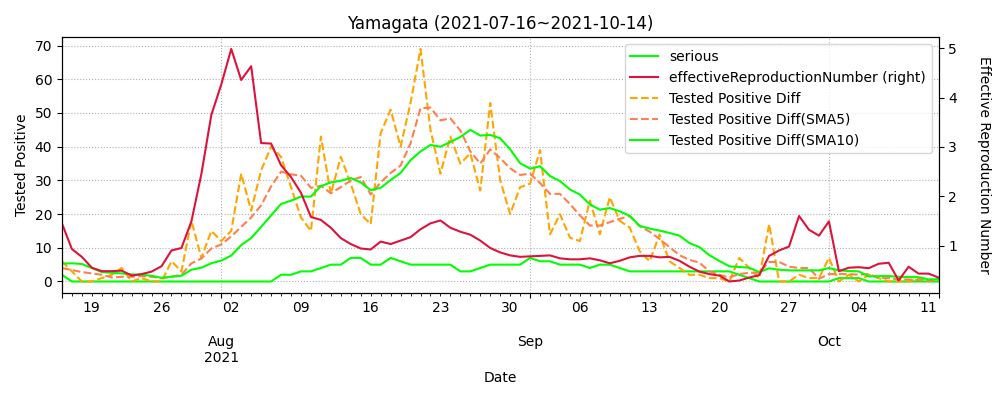 Yamagata (2021-07-16~2021-10-14)
70
60
50
40
30
20
10
0
Tested Positive
5
4
3
2
1
Effective Reproduction Number
serious
effectiveReproductionNumber (right)
Tested Positive Diff
Tested Positive Diff(SMA5)
Tested Positive Diff(SMA10)
19 26 02 09 16 23 30 06 13 20 27 04 11
Aug Sep Oct
2021
Date